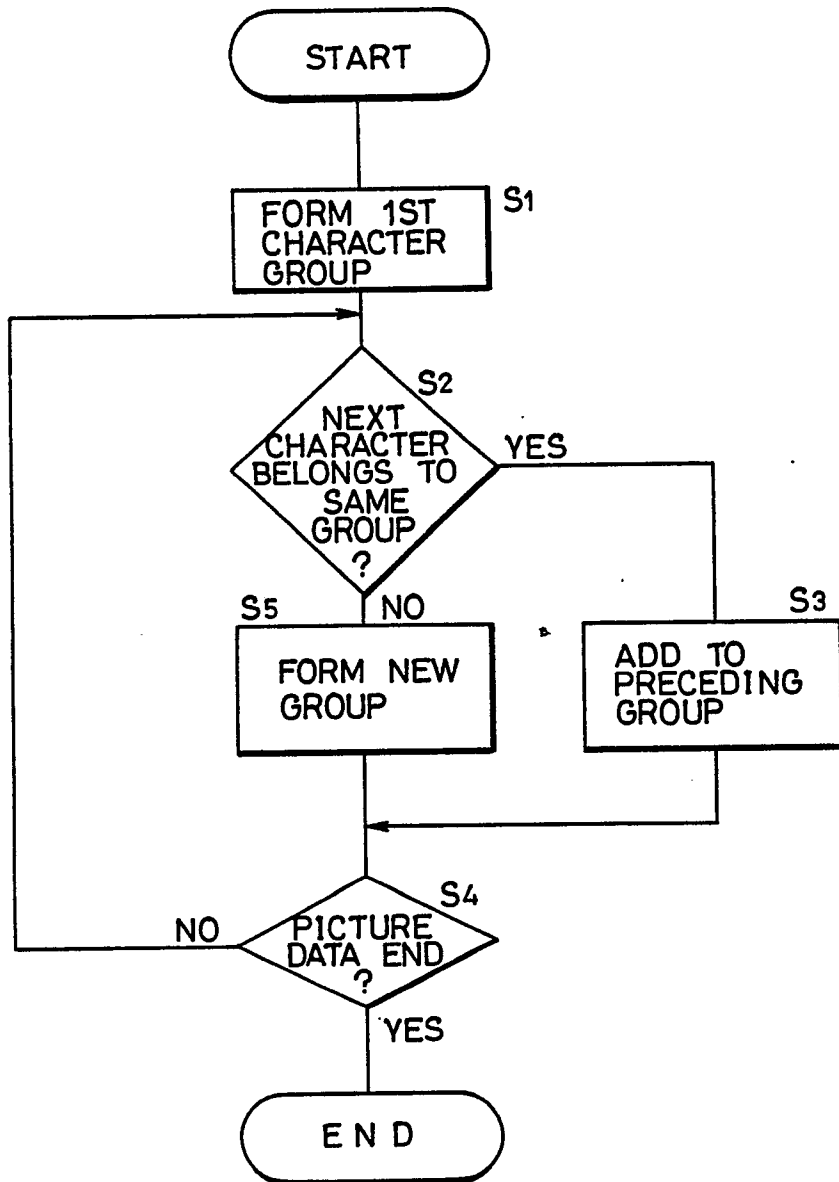 START
S1
FORM 1ST
CHARACTER
GROUP
S2
NEXT
CHARACTER
BELONGS TO
SAME
GROUP
?
YES
NO
S5
FORM NEW
GROUP
S3
ADD TO
PRECEDING
GROUP
S4
PICTURE
DATA END
?
NO
YES
END